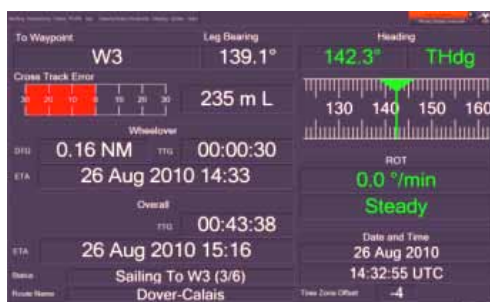 To Waypoint
Leg Bearing
W3
139.1°
Cross Track Error
30 20 10 0 10 20 30
235 m L
Wheelover
DTG 0.16 NM TTG 00:00:30
ETA 26 Aug 2010 14:33
Overall
TTG 00:43:38
ETA 26 Aug 2010 15:16
Status Sailing To W3 (3/6)
Route Name Dover-Calais
Heading
142.3° THdg
130 140 150 160
ROT
0.0 °/min
Steady
Date and Time
26 Aug 2010
14:32:55 UTC
Time Zone Offset -4